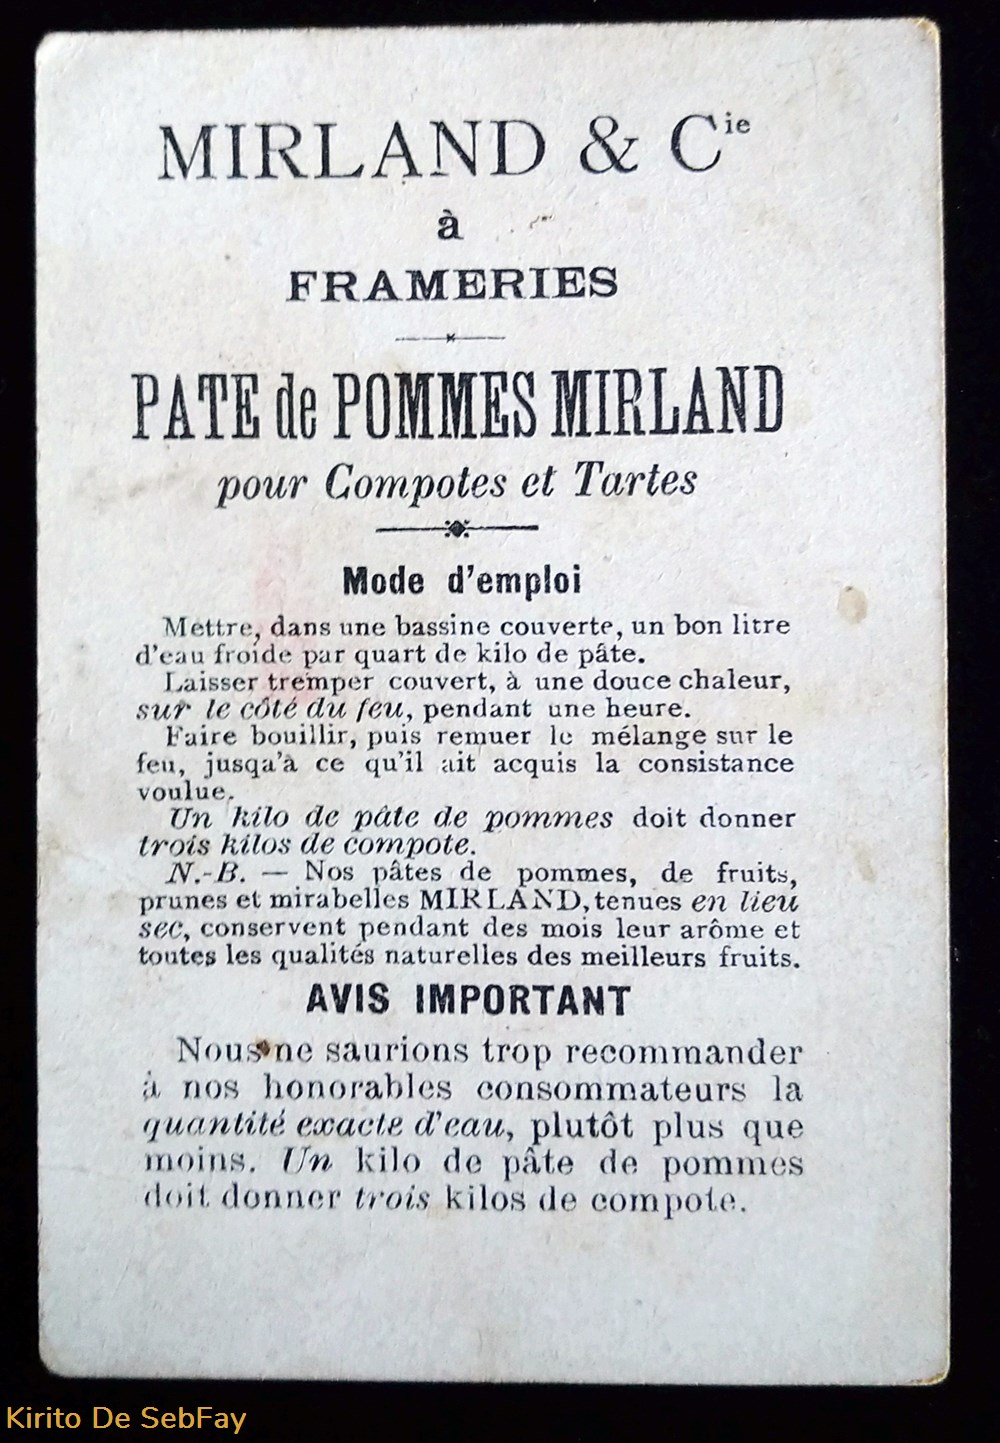 MIRLAND & Cie
à
FRAMERIES
PATE de POMMES MIRLAND
pour Compotes et Tartes
Mode d'emploi
Mettre, dans une bassine couverte, un bon litre
d'eau froide par quart de kilo de pâte.
Laisser tremper couvert, à une douce chaleur,
sur le côté du feu, pendant une heure.
Faire bouillir, puis remuer le mélange sur le
feu, jusqa'à ce qu'il ait acquis la consistance
voulue.
Un kilo de pâte de pommes doit donner
trois kilos de compote.
N.-B. — Nos pâtes de pommes, de fruits,
prunes et mirabelles MIRLAND, tenues en lieu
sec, conservent pendant des mois leur arôme et
toutes les qualités naturelles des meilleurs fruits.
AVIS IMPORTANT
Nous ne saurions trop recommander
à nos honorables consommateurs la
quantité exacte d'eau, plutôt plus que
moins. Un kilo de pâte de pommes
doit donner trois kilos de compote.
Kirito De SebFay